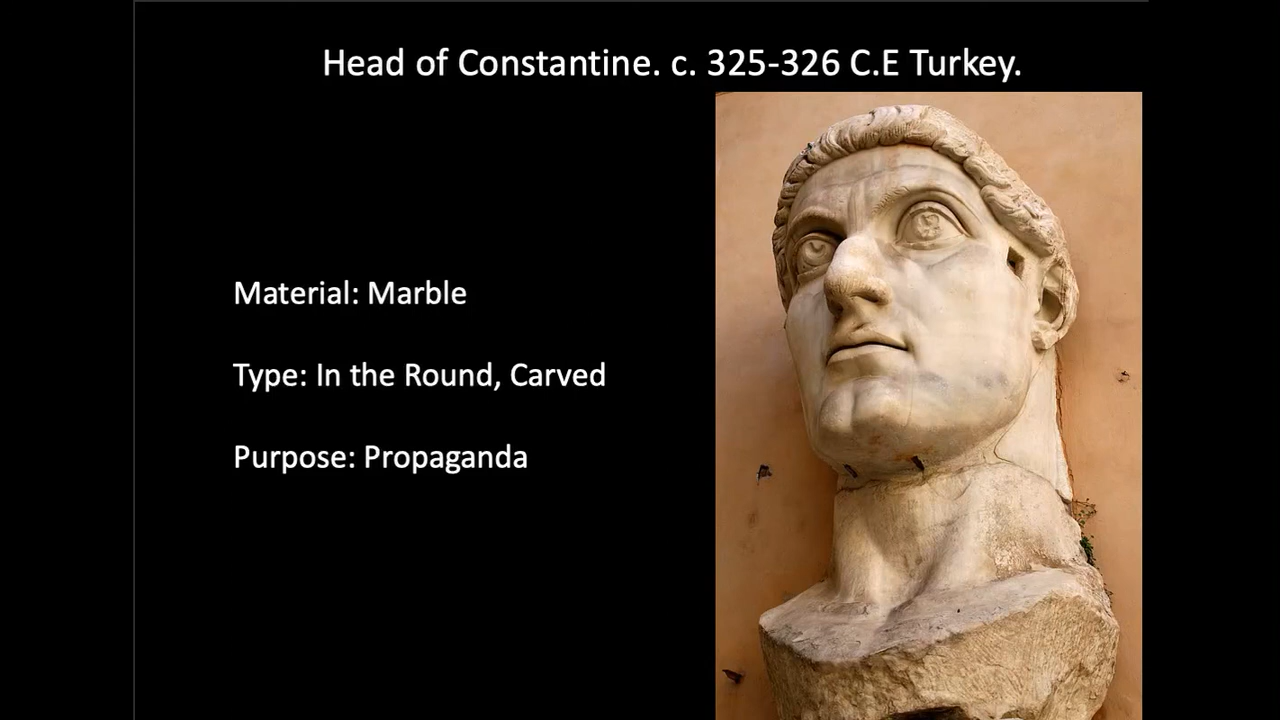 Head of Constantine. c. 325-326 C.E Turkey.
Material: Marble
Type: In the Round, Carved
Purpose: Propaganda